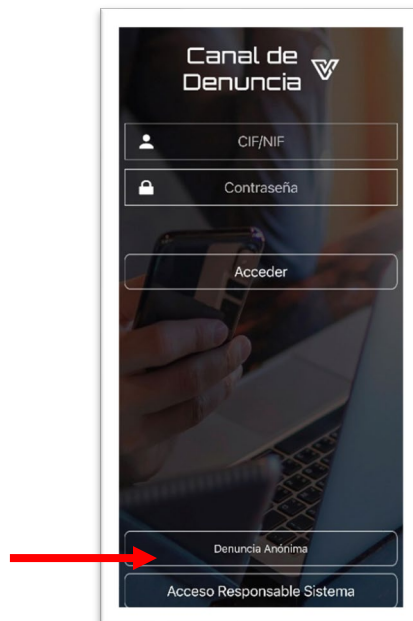 Canal de
Denuncia
CIF/NIF
Contraseña
Acceder
Denuncia Anónima
Acceso Responsable Sistema